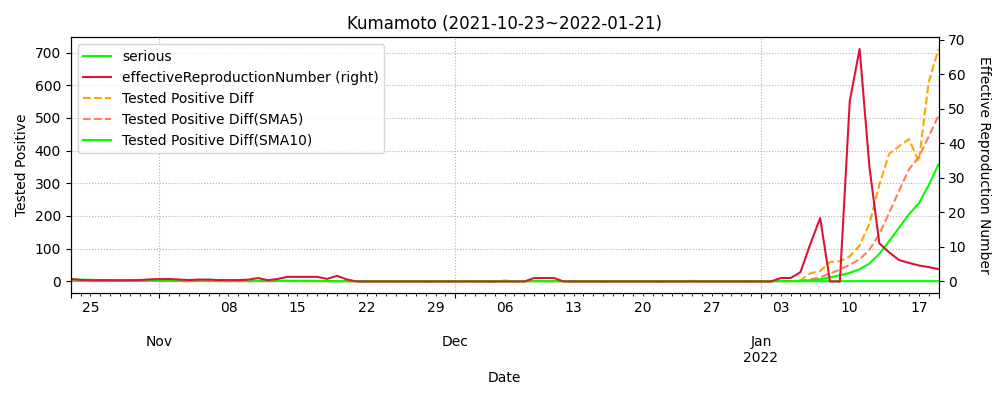 Kumamoto (2021-10-23~2022-01-21)
serious
effectiveReproductionNumber (right)
Tested Positive Diff
Tested Positive Diff(SMA5)
Tested Positive Diff(SMA10)
Tested Positive
700
600
500
400
300
200
100
0
70
60
50
40
30
20
10
0
Effective Reproduction Number
25 08 15 22 29 06 13 20 27 03 10 17
Nov Dec Jan
2022
Date